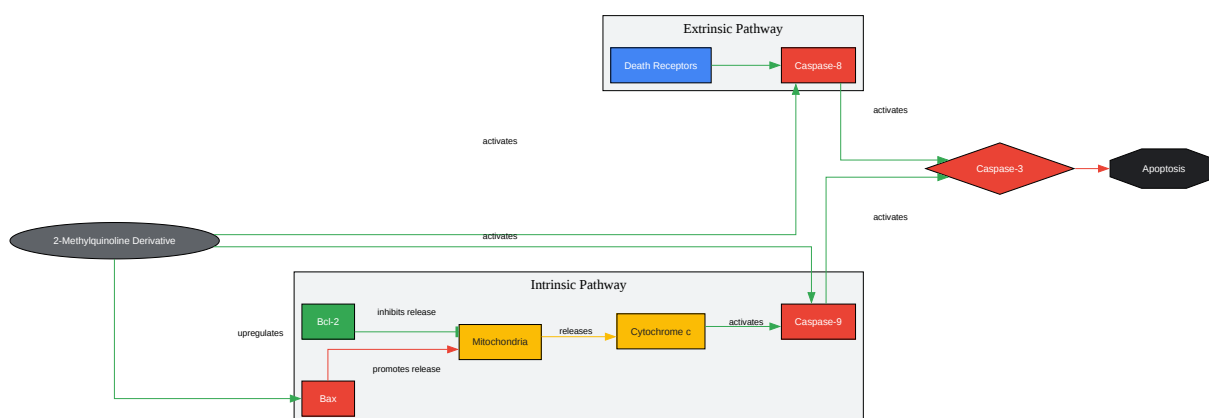 Extrinsic Pathway
Death Receptors
Caspase-8
activates
activates
Caspase-3
Apoptosis
2-Methylquinoline Derivative
activates
activates
Intrinsic Pathway
Bcl-2
inhibits release
upregulates
Mitochondria
releases
Cytochrome c
activates
Caspase-9
promotes release
Bax